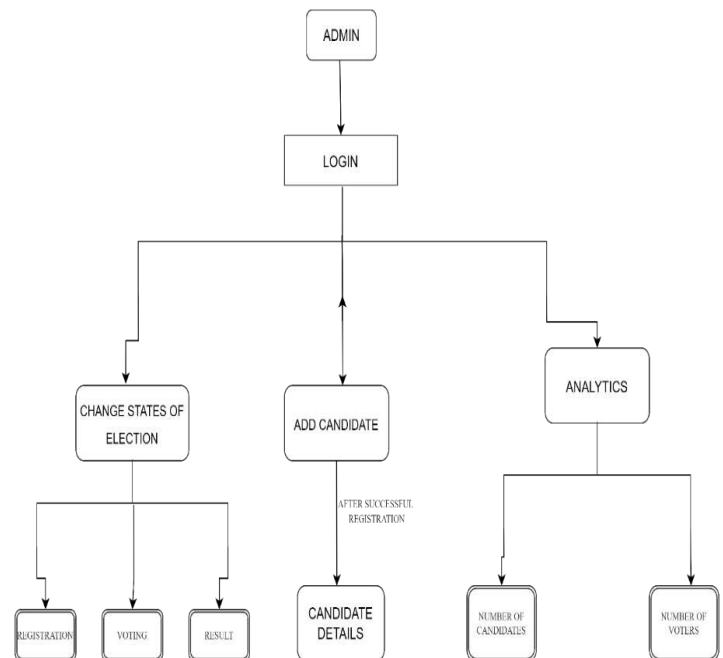 ADMIN
LOGIN
CHANGE STATES OF
ELECTION
ADD CANDIDATE
ANALYTICS
AFTER SUCCESSFUL
REGISTRATION
REGISTRATION
VOTING
RESULT
CANDIDATE
DETAILS
NUMBER OF
CANDIDATES
NUMBER OF
VOTERS